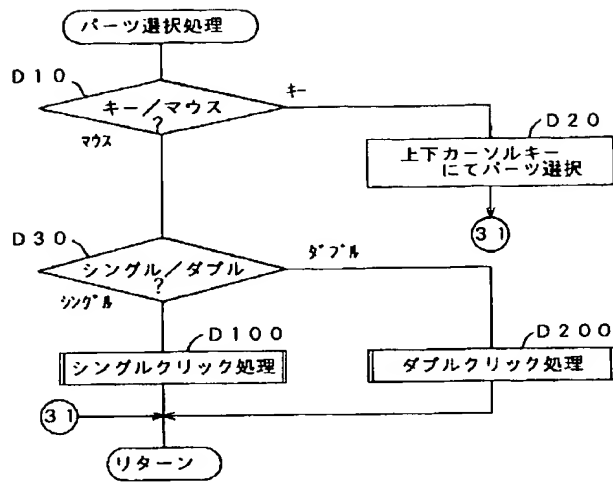 パーツ選択処理
D10
キー/マウス
?
キー
マウス
D20
上下カーソルキー
にてパーツ選択
31
D30
シングル/ダブル
?
ダブル
シングル
D100
シングルクリック処理
D200
ダブルクリック処理
31
リターン